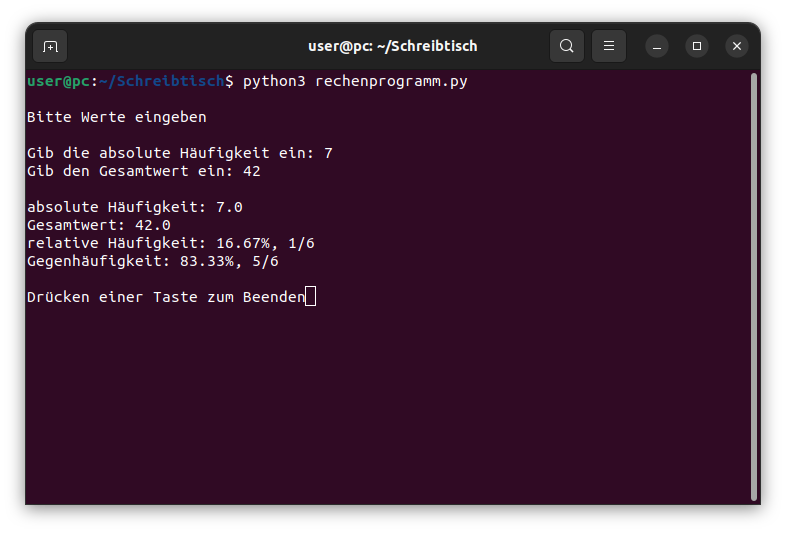 user@pc: ~/Schreibtisch
user@pc:~/Schreibtisch$ python3 rechenprogramm.py
Bitte Werte eingeben
Gib die absolute Häufigkeit ein: 7
Gib den Gesamtwert ein: 42
absolute Häufigkeit: 7.0
Gesamtwert: 42.0
relative Häufigkeit: 16.67%, 1/6
Gegenhäufigkeit: 83.33%, 5/6
Drücken einer Taste zum Beenden